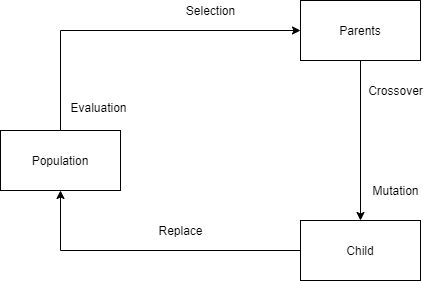 Selection
Parents
Crossover
Evaluation
Population
Mutation
Replace
Child